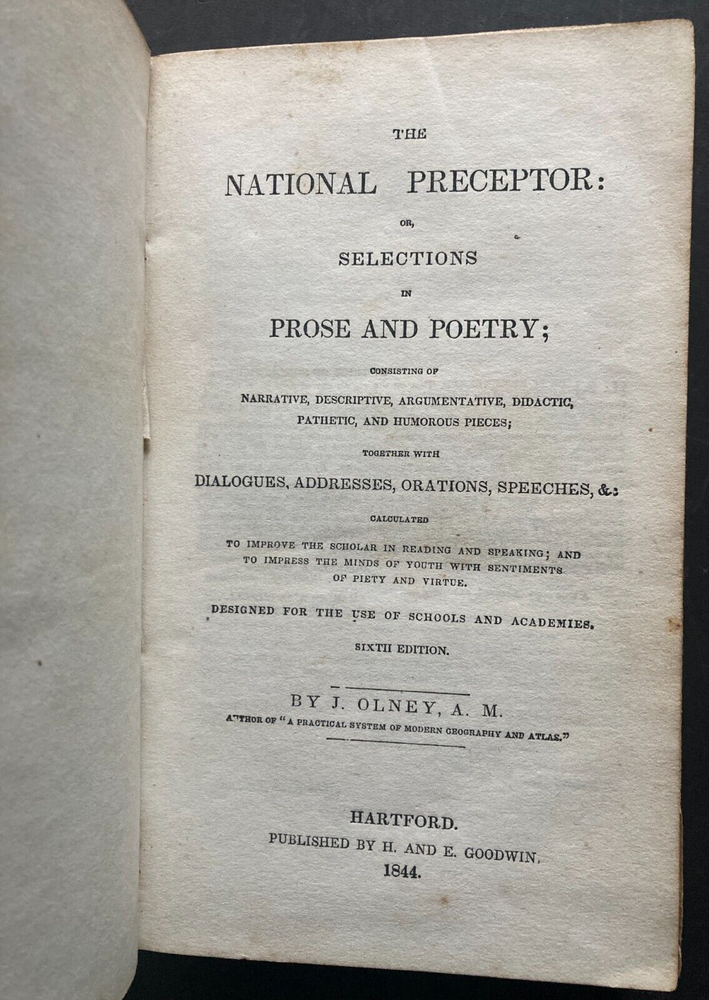 THE
NATIONAL PRECEPTOR:
OR,
SELECTIONS
IN
PROSE AND POETRY;
CONSISTING OF
NARRATIVE, DESCRIPTIVE, ARGUMENTATIVE, DIDACTIC,
PATHETIC, AND HUMOROUS PIECES;
TOGETHER WITH
DIALOGUES, ADDRESSES, ORATIONS, SPEECHES, &c
CALCULATED
TO IMPROVE THE SCHOLAR IN READING AND SPEAKING; AND
TO IMPRESS THE MINDS OF YOUTH WITH SENTIMENTS
OF PIETY AND VIRTUE.
DESIGNED FOR THE USE OF SCHOOLS AND ACADEMIES.
SIXTH EDITION.
BY J. OLNEY, A. M.
AUTHOR OF "A PRACTICAL SYSTEM OF MODERN GEOGRAPHY AND ATLAS."
HARTFORD.
PUBLISHED BY H. AND E. GOODWIN.
1844.